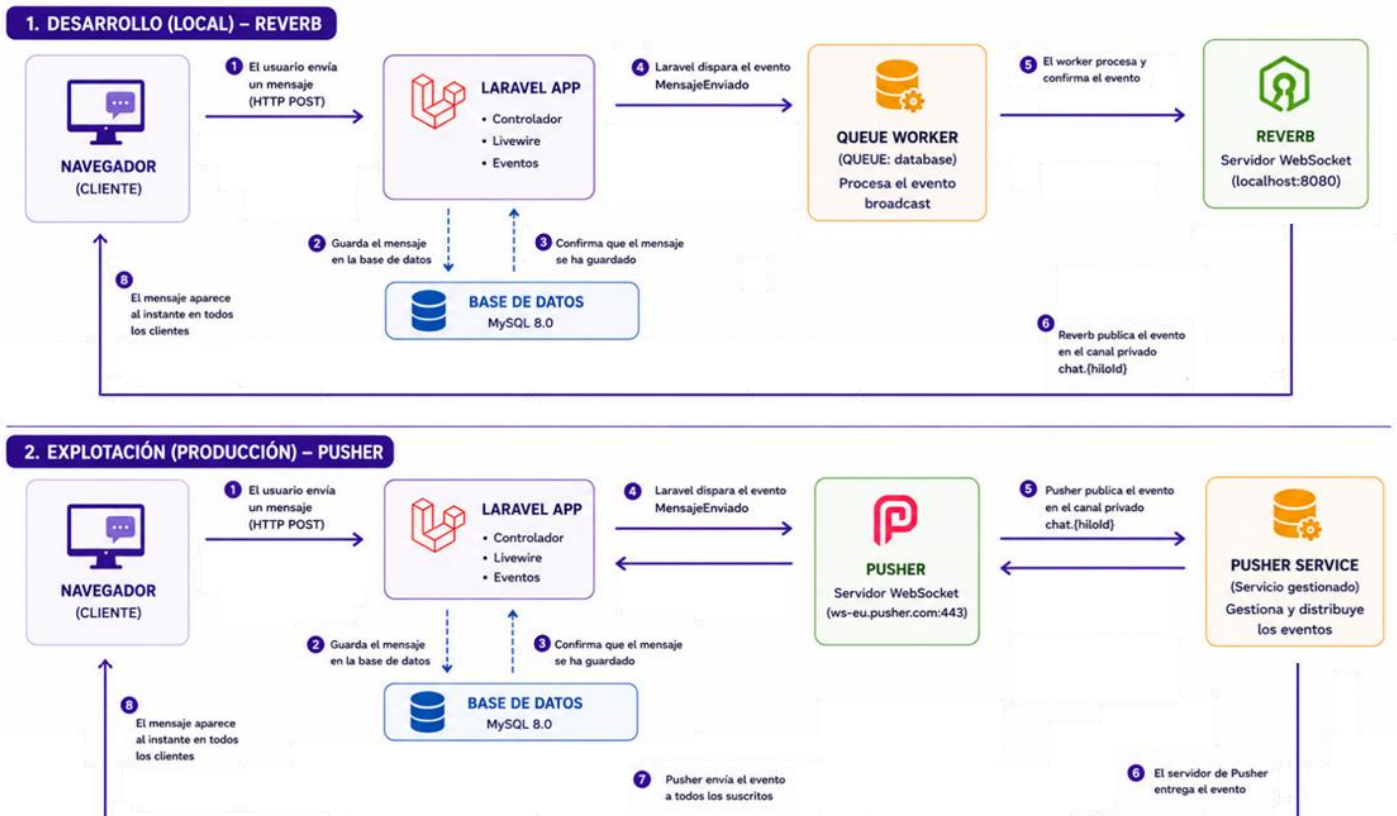 1. DESARROLLO (LOCAL) – REVERB
NAVEGADOR
(CLIENTE)
1 El usuario envía
un mensaje
(HTTP POST)
LARAVEL APP
• Controlador
• Livewire
• Eventos
4 Laravel dispara el evento
MensajeEnviado
QUEUE WORKER
(QUEUE: database)
Procesa el evento
broadcast
5 El worker procesa y
confirma el evento
REVERB
Servidor WebSocket
(localhost:8080)
2 Guarda el mensaje
en la base de datos
3 Confirma que el mensaje
se ha guardado
BASE DE DATOS
MySQL 8.0
8
El mensaje aparece
al instante en todos
los clientes
6
Reverb publica el evento
en el canal privado
chat.{hiloId}
2. EXPLOTACIÓN (PRODUCCIÓN) – PUSHER
NAVEGADOR
(CLIENTE)
1 El usuario envía
un mensaje
(HTTP POST)
LARAVEL APP
• Controlador
• Livewire
• Eventos
4 Laravel dispara el evento
MensajeEnviado
PUSHER
Servidor WebSocket
(ws-eu.pusher.com:443)
5 Pusher publica el evento
en el canal privado
chat.{hiloId}
PUSHER SERVICE
(Servicio gestionado)
Gestiona y distribuye
los eventos
2 Guarda el mensaje
en la base de datos
3 Confirma que el mensaje
se ha guardado
BASE DE DATOS
MySQL 8.0
8
El mensaje aparece
al instante en todos
los clientes
7 Pusher envía el evento
a todos los suscritos
6 El servidor de Pusher
entrega el evento